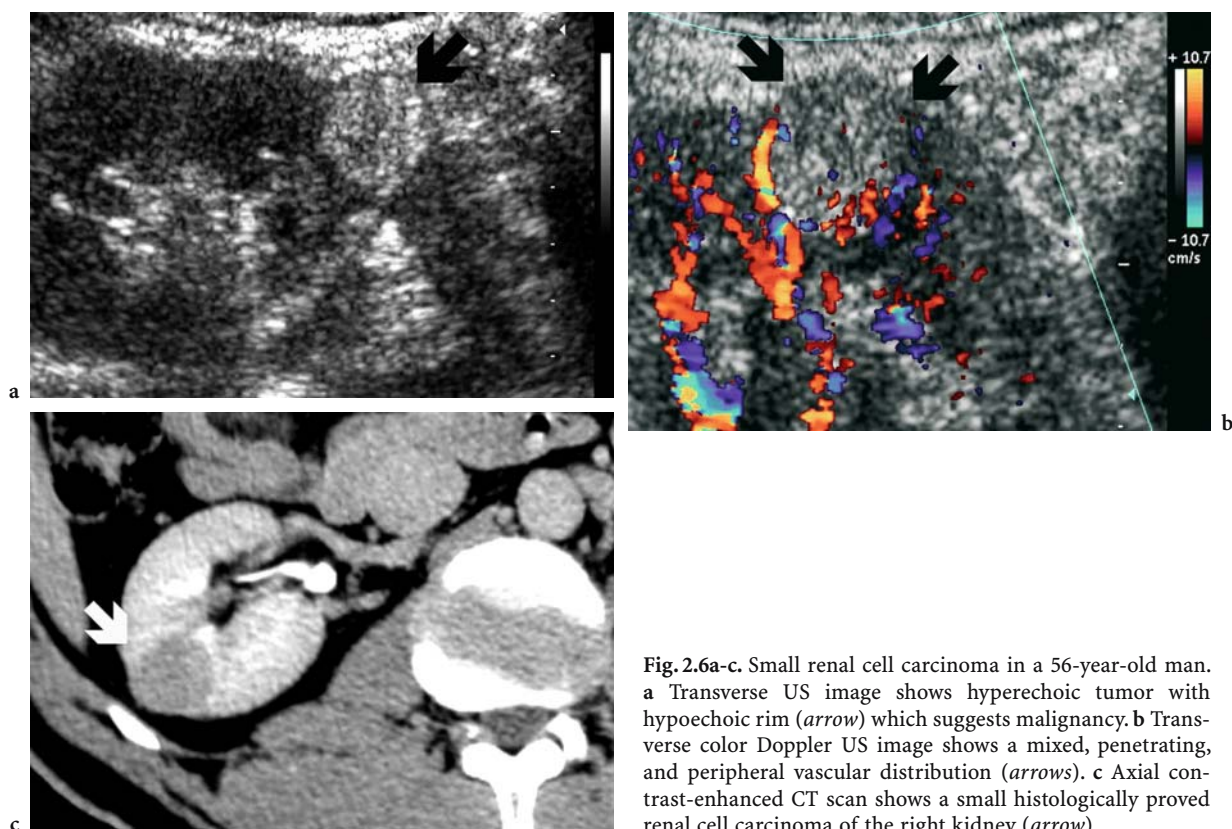 a
+ 10.7
- 10.7
cm/s
b
c
Fig. 2.6a-c. Small renal cell carcinoma in a 56-year-old man.
a Transverse US image shows hyperechoic tumor with
hypoechoic rim (arrow) which suggests malignancy. b Trans-
verse color Doppler US image shows a mixed, penetrating,
and peripheral vascular distribution (arrows). c Axial con-
trast-enhanced CT scan shows a small histologically proved
renal cell carcinoma of the right kidney (arrow)